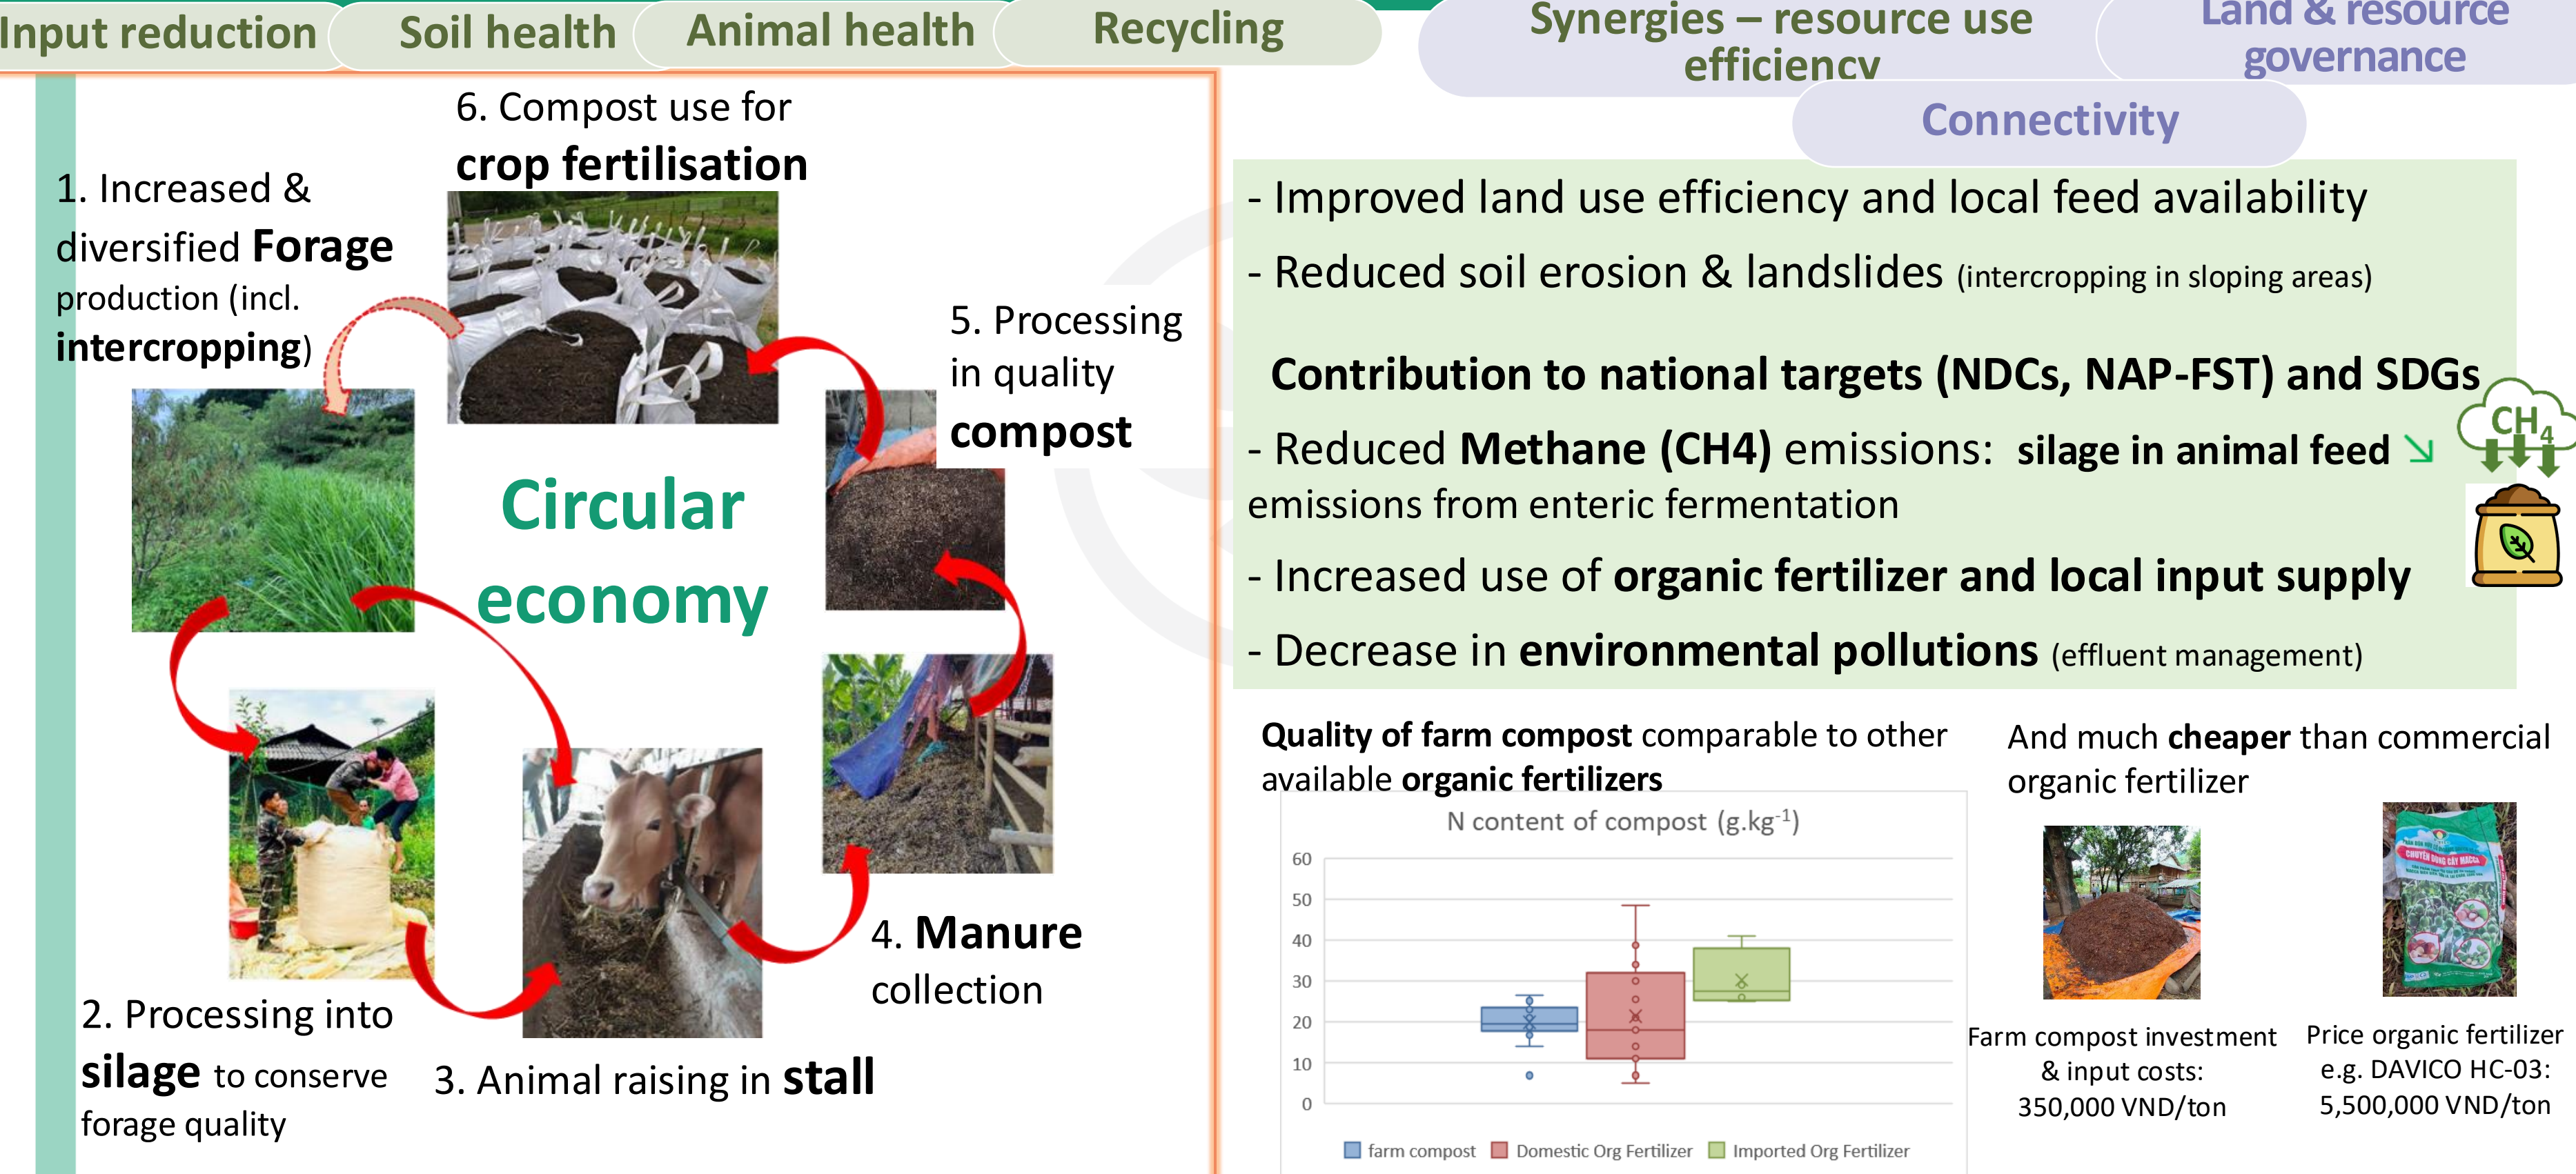 Input reduction
Soil health
Animal health
Recycling
Synergies – resource use
efficiency
Land & resource
governance
Connectivity
6. Compost use for
crop fertilisation
1. Increased &
diversified Forage
production (incl.
intercropping)
5. Processing
in quality
compost
Circular
economy
4. Manure
collection
2. Processing into
silage to conserve
forage quality
3. Animal raising in stall
- Improved land use efficiency and local feed availability
- Reduced soil erosion & landslides (intercropping in sloping areas)
Contribution to national targets (NDCs, NAP-FST) and SDGs
- Reduced Methane (CH4) emissions: silage in animal feed ↘
emissions from enteric fermentation
CH4
- Increased use of organic fertilizer and local input supply
- Decrease in environmental pollutions (effluent management)
Quality of farm compost comparable to other
available organic fertilizers
N content of compost (g.kg-1)
60
50
40
30
20
10
0
farm compost
Domestic Org Fertilizer
Imported Org Fertilizer
And much cheaper than commercial
organic fertilizer
CHUYÊN DÙNG CÂY MACCA
Farm compost investment
& input costs:
350,000 VND/ton
Price organic fertilizer
e.g. DAVICO HC-03:
5,500,000 VND/ton